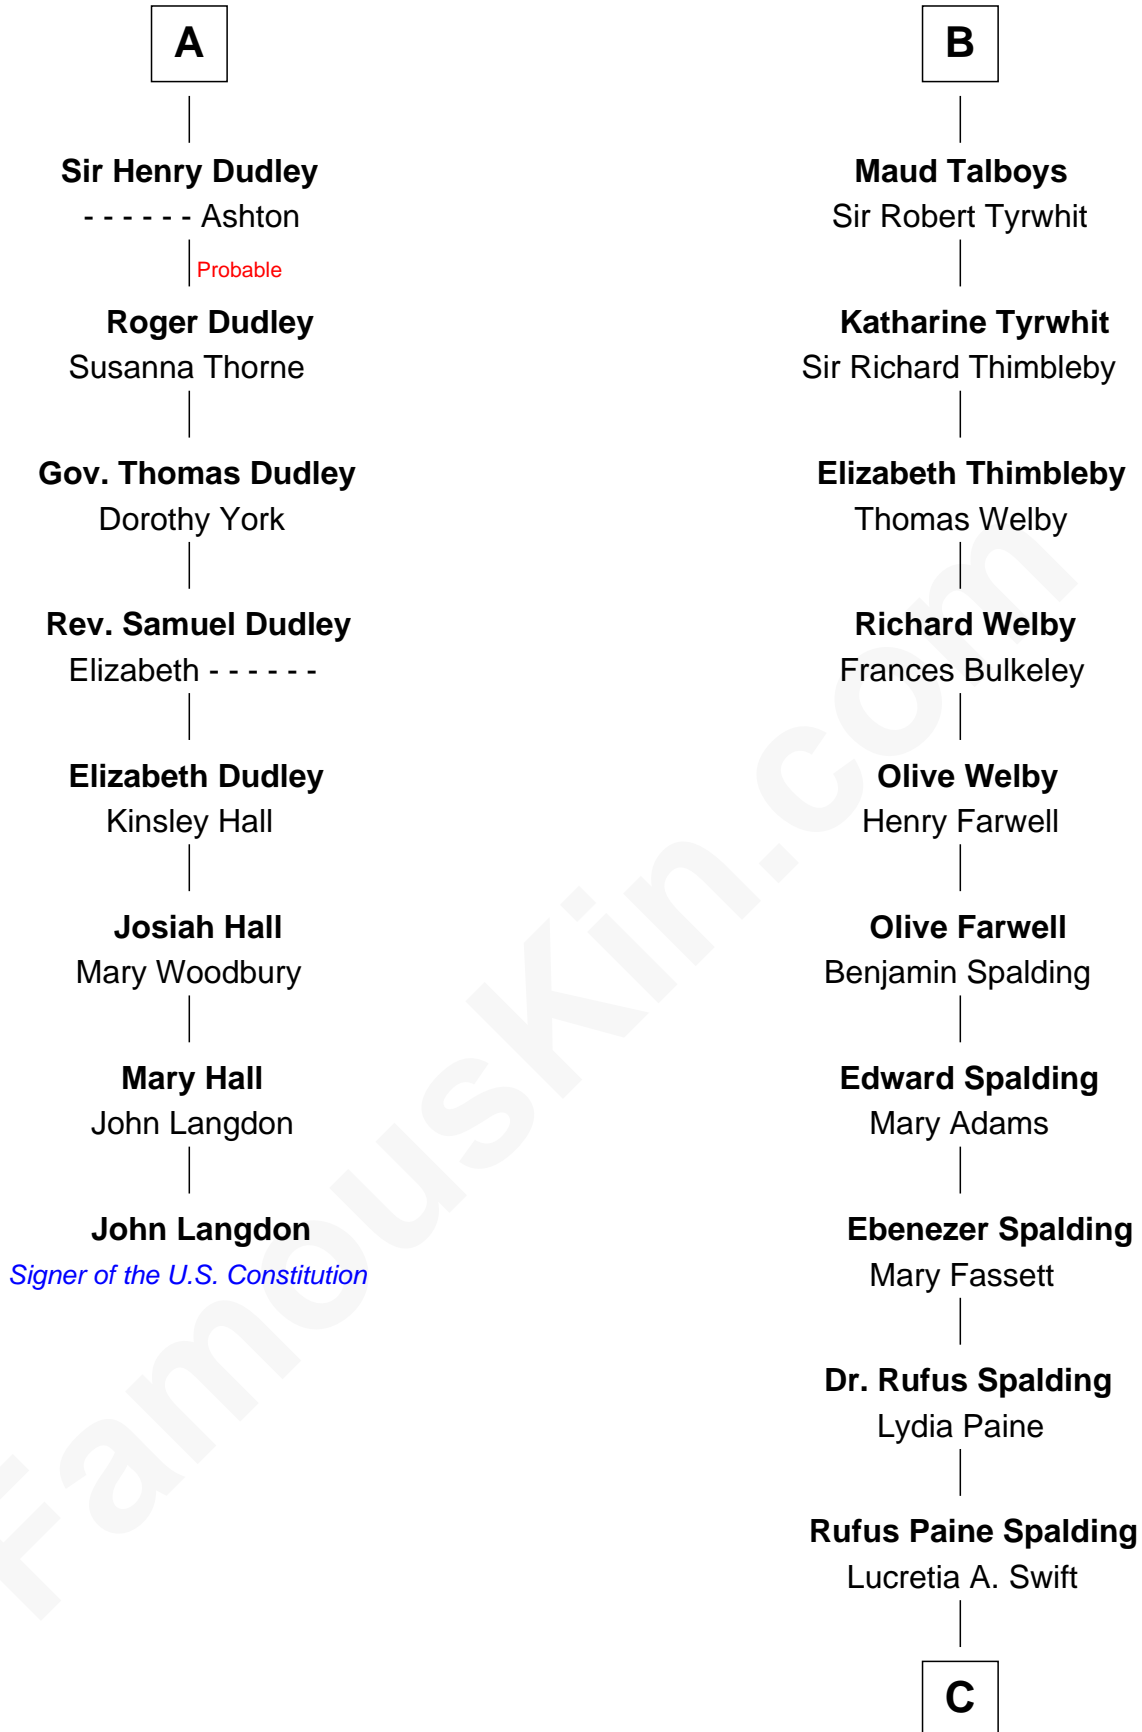 A
Sir Henry Dudley
- - - - - - Ashton
Probable
Roger Dudley
Susanna Thorne
Gov. Thomas Dudley
Dorothy York
Rev. Samuel Dudley
Elizabeth - - - - - -
Elizabeth Dudley
Kinsley Hall
Josiah Hall
Mary Woodbury
Mary Hall
John Langdon
John Langdon
Signer of the U.S. Constitution
B
Maud Talboys
Sir Robert Tyrwhit
Katharine Tyrwhit
Sir Richard Thimbleby
Elizabeth Thimbleby
Thomas Welby
Richard Welby
Frances Bulkeley
Olive Welby
Henry Farwell
Olive Farwell
Benjamin Spalding
Edward Spalding
Mary Adams
Ebenezer Spalding
Mary Fassett
Dr. Rufus Spalding
Lydia Paine
Rufus Paine Spalding
Lucretia A. Swift
C
FamousKin.com